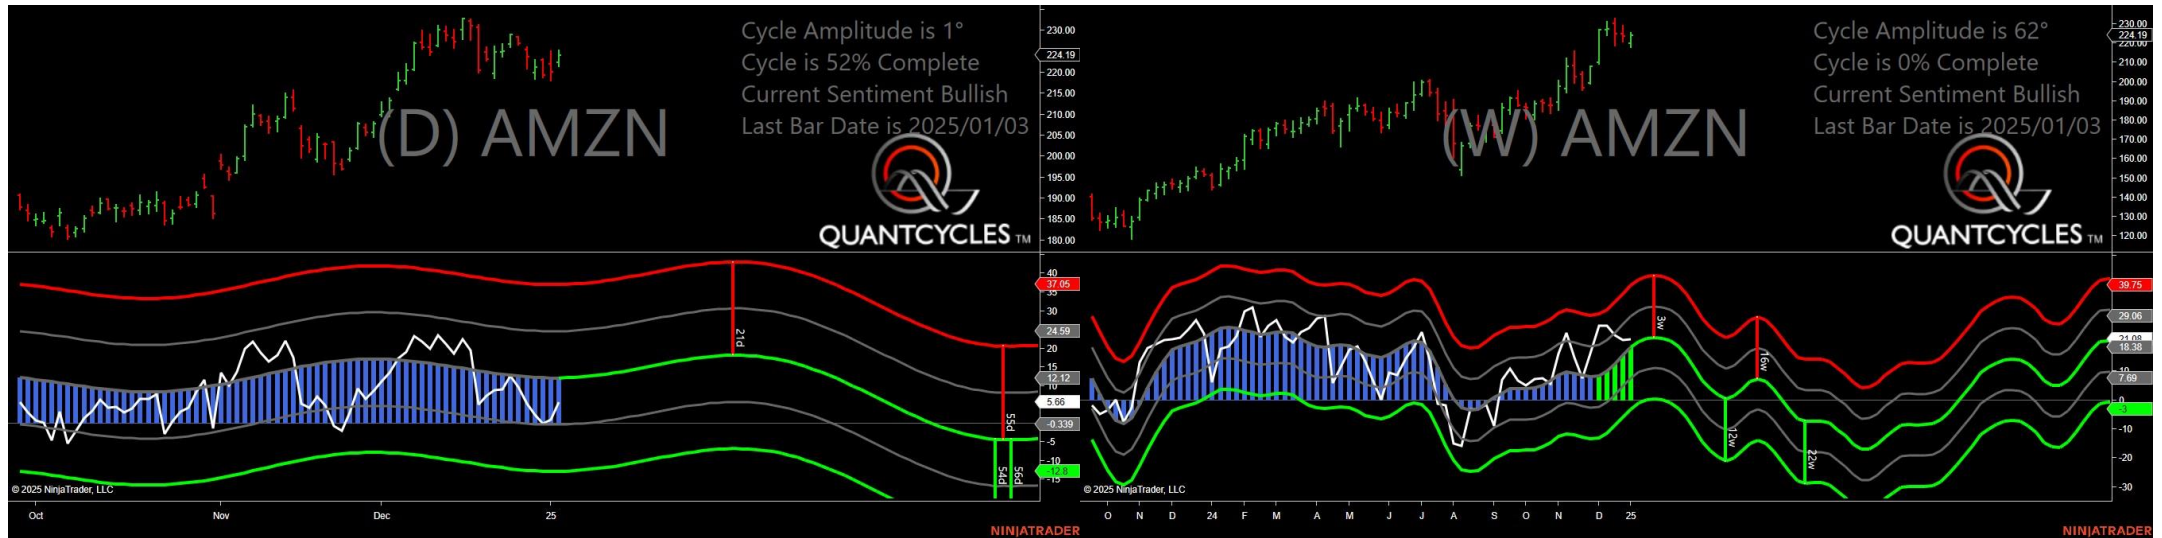 Cycle Amplitude is 1°
Cycle is 52% Complete
Current Sentiment Bullish
Last Bar Date is 2025/01/03
(D) AMZN
QUANTCYCLES TM
230.00
224.19
220.00
215.00
210.00
205.00
200.00
195.00
190.00
185.00
180.00
40
37.05
35
30
24.59
20
15
12.12
5.66
-0.339
-5
-10
-12.8
-15
21d
55d
54d
56d
© 2025 NinjaTrader, LLC
Oct Nov Dec 25
NINJATRADER
Cycle Amplitude is 62°
Cycle is 0% Complete
Current Sentiment Bullish
Last Bar Date is 2025/01/03
(W) AMZN
QUANTCYCLES TM
230.00
224.19
220.00
210.00
200.00
190.00
180.00
170.00
160.00
150.00
140.00
130.00
120.00
39.75
29.06
21.08
18.38
10
7.69
0
-3
-10
-20
-30
3w
16w
12w
22w
© 2025 NinjaTrader, LLC
O N D 24 F M A M J J A S O N D 25
NINJATRADER